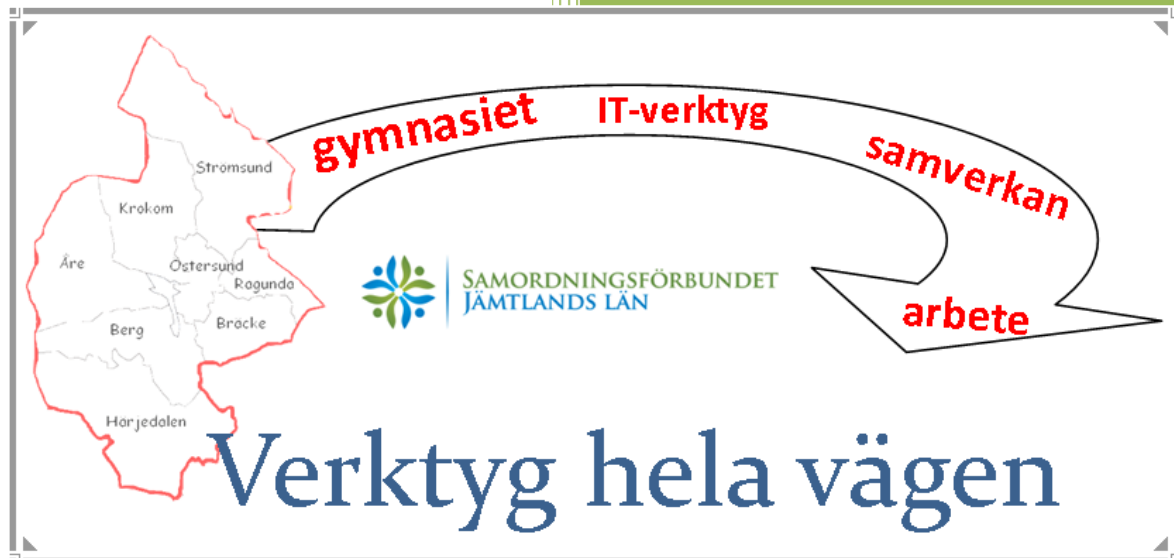 gymnasiet
IT-verktyg
samverkan
arbete
Strömsund
Krokom
Åre
Östersund
Ragunda
Berg
Bräcke
Härjedalen
SAMORDNINGSFÖRBUNDET
JÄMTLANDS LÄN
Verktyg hela vägen